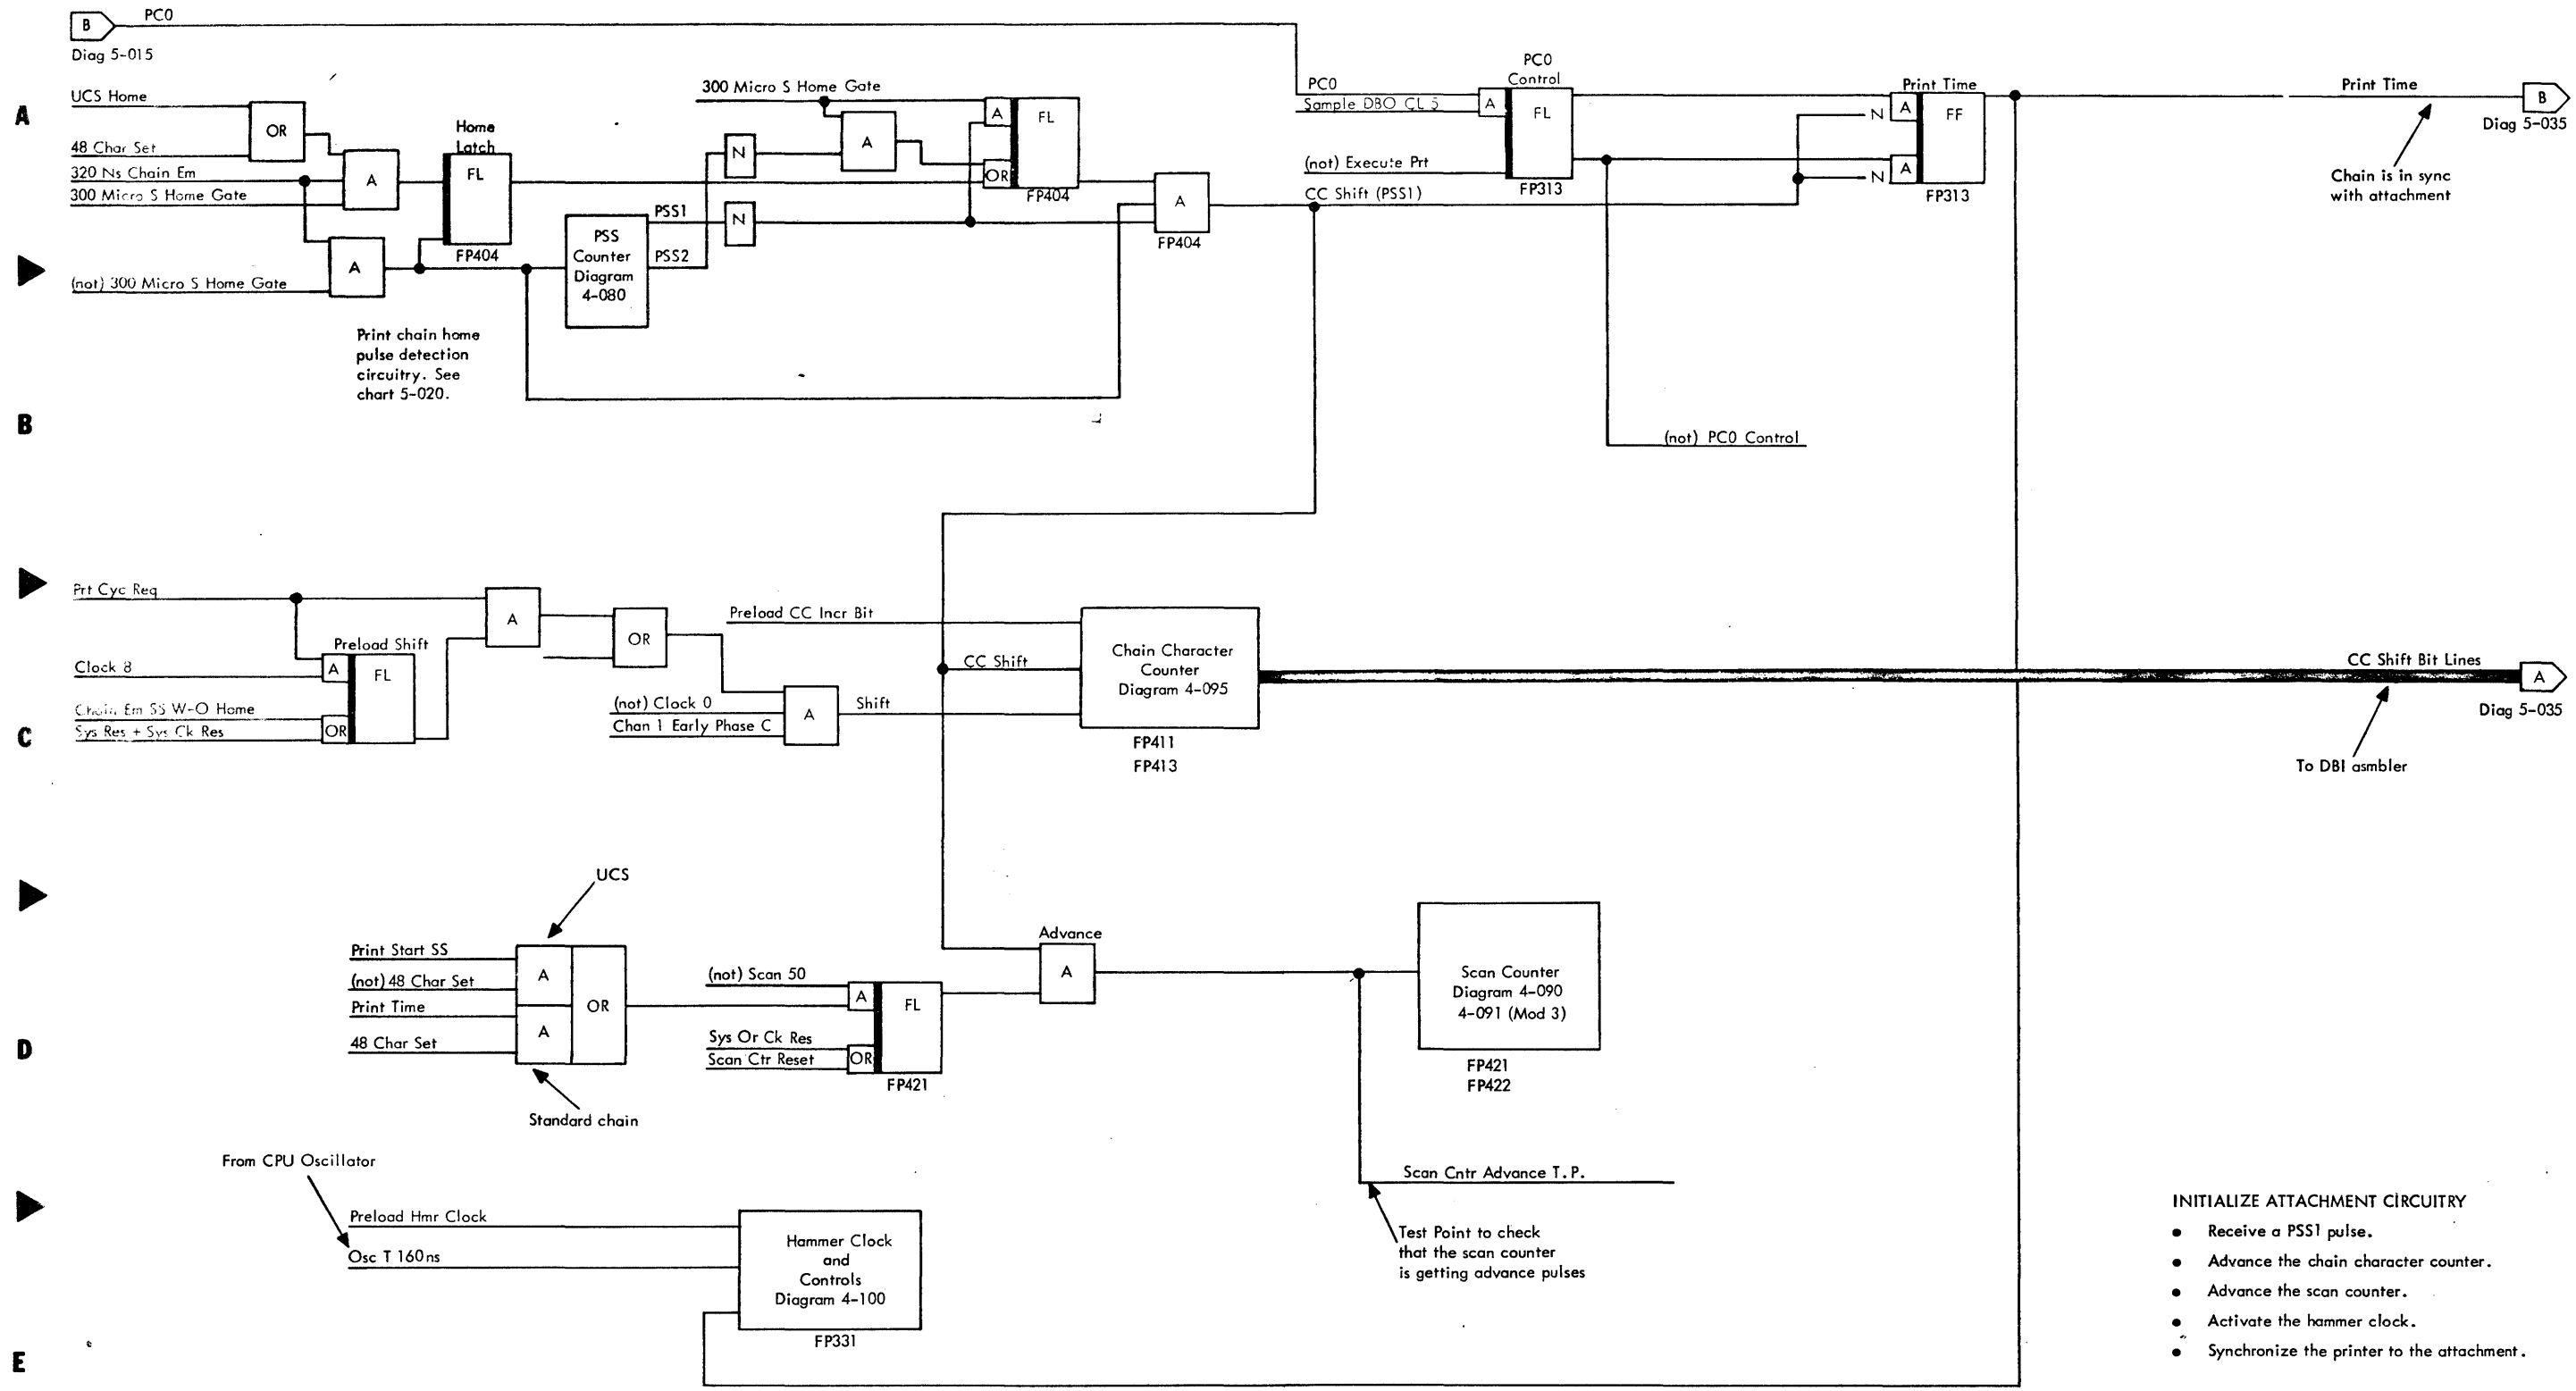 B
PC0
Diag 5-015
A
UCS Home
OR
48 Char Set
320 Ns Chain Em
300 Micro S Home Gate
A
Home
Latch
FL
FP404
(not) 300 Micro S Home Gate
A
Print chain home
pulse detection
circuitry. See
chart 5-020.
PSS
Counter
Diagram
4-080
PSS1
PSS2
N
N
300 Micro S Home Gate
A
A
OR
FL
FP404
A
FP404
PC0
Sample DBO CL 5
(not) Execute Prt
CC Shift (PSS1)
A
PC0
Control
FL
FP313
(not) PC0 Control
N
N
A
A
Print Time
FF
FP313
Print Time
B
Diag 5-035
Chain is in sync
with attachment
B
Prt Cyc Req
Clock 8
Chain Em SS W-O Home
Sys Res + Sys Ck Res
Preload Shift
A
OR
FL
A
OR
(not) Clock 0
Chan 1 Early Phase C
A
Shift
Preload CC Incr Bit
CC Shift
Chain Character
Counter
Diagram 4-095
FP411
FP413
CC Shift Bit Lines
A
Diag 5-035
To DBI asmbler
C
UCS
Print Start SS
(not) 48 Char Set
Print Time
48 Char Set
A
A
OR
Standard chain
(not) Scan 50
Sys Or Ck Res
Scan Ctr Reset
A
OR
FL
FP421
Advance
A
Scan Counter
Diagram 4-090
4-091 (Mod 3)
FP421
FP422
D
Scan Cntr Advance T.P.
Test Point to check
that the scan counter
is getting advance pulses
From CPU Oscillator
Preload Hmr Clock
Osc T 160ns
Hammer Clock
and
Controls
Diagram 4-100
FP331
E
INITIALIZE ATTACHMENT CIRCUITRY
• Receive a PSS1 pulse.
• Advance the chain character counter.
• Advance the scan counter.
• Activate the hammer clock.
• Synchronize the printer to the attachment.